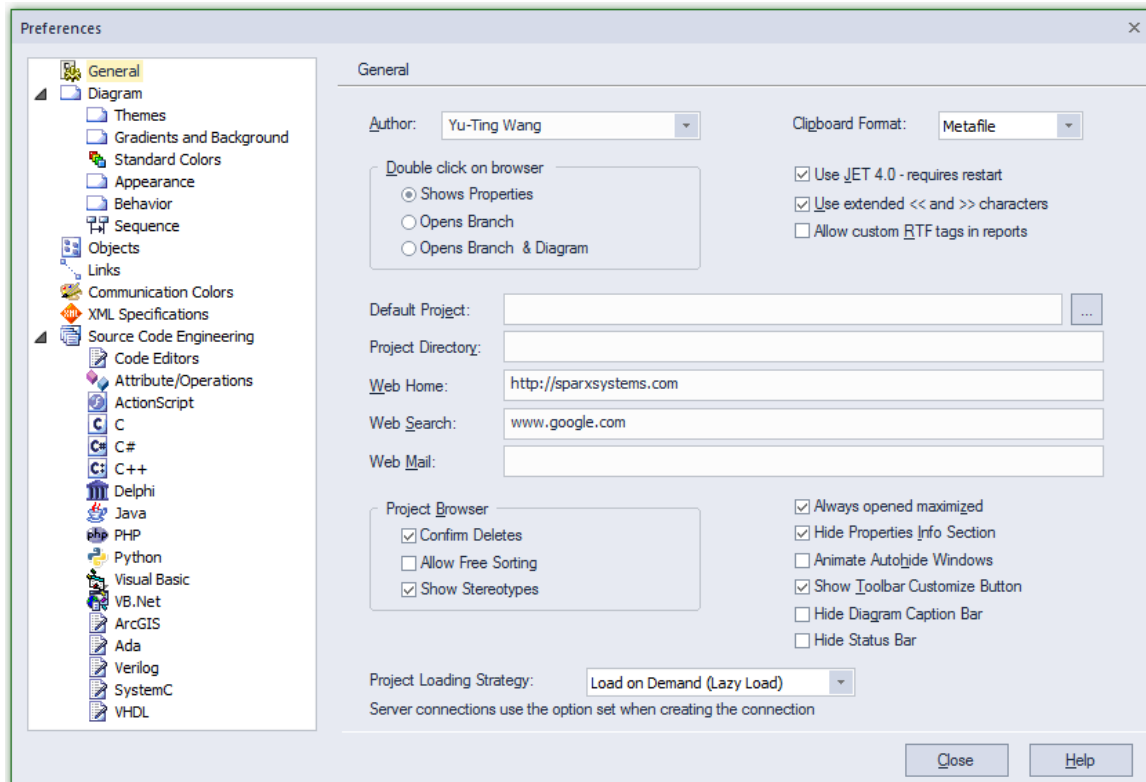 Preferences
General
Diagram
Themes
Gradients and Background
Standard Colors
Appearance
Behavior
Sequence
Objects
Links
Communication Colors
XML Specifications
Source Code Engineering
Code Editors
Attribute/Operations
ActionScript
C
C#
C++
Delphi
Java
PHP
Python
Visual Basic
VB.Net
ArcGIS
Ada
Verilog
SystemC
VHDL
General
Author: Yu-Ting Wang
Clipboard Format: Metafile
Double click on browser
Shows Properties
Opens Branch
Opens Branch & Diagram
Use JET 4.0 - requires restart
Use extended << and >> characters
Allow custom RTF tags in reports
Default Project: ...
Project Directory:
Web Home: http://sparxsystems.com
Web Search: www.google.com
Web Mail:
Project Browser
Confirm Deletes
Allow Free Sorting
Show Stereotypes
Always opened maximized
Hide Properties Info Section
Animate Autohide Windows
Show Toolbar Customize Button
Hide Diagram Caption Bar
Hide Status Bar
Project Loading Strategy: Load on Demand (Lazy Load)
Server connections use the option set when creating the connection
Close Help